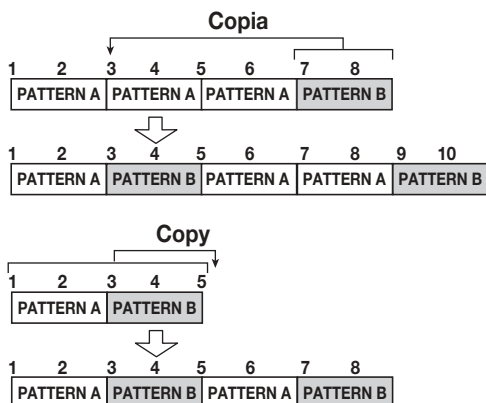 Copia
1 2 3 4 5 6 7 8
PATTERN A PATTERN A PATTERN A PATTERN B
1 2 3 4 5 6 7 8 9 10
PATTERN A PATTERN B PATTERN A PATTERN A PATTERN B
Copy
1 2 3 4 5
PATTERN A PATTERN B
1 2 3 4 5 6 7 8
PATTERN A PATTERN B PATTERN A PATTERN B